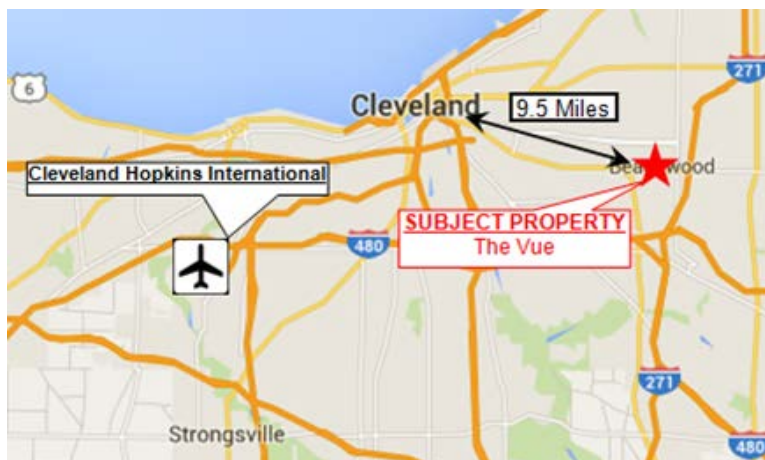 271
6
Cleveland
9.5 Miles
Cleveland Hopkins International
SUBJECT PROPERTY
The Vue
480
271
Strongsville
480